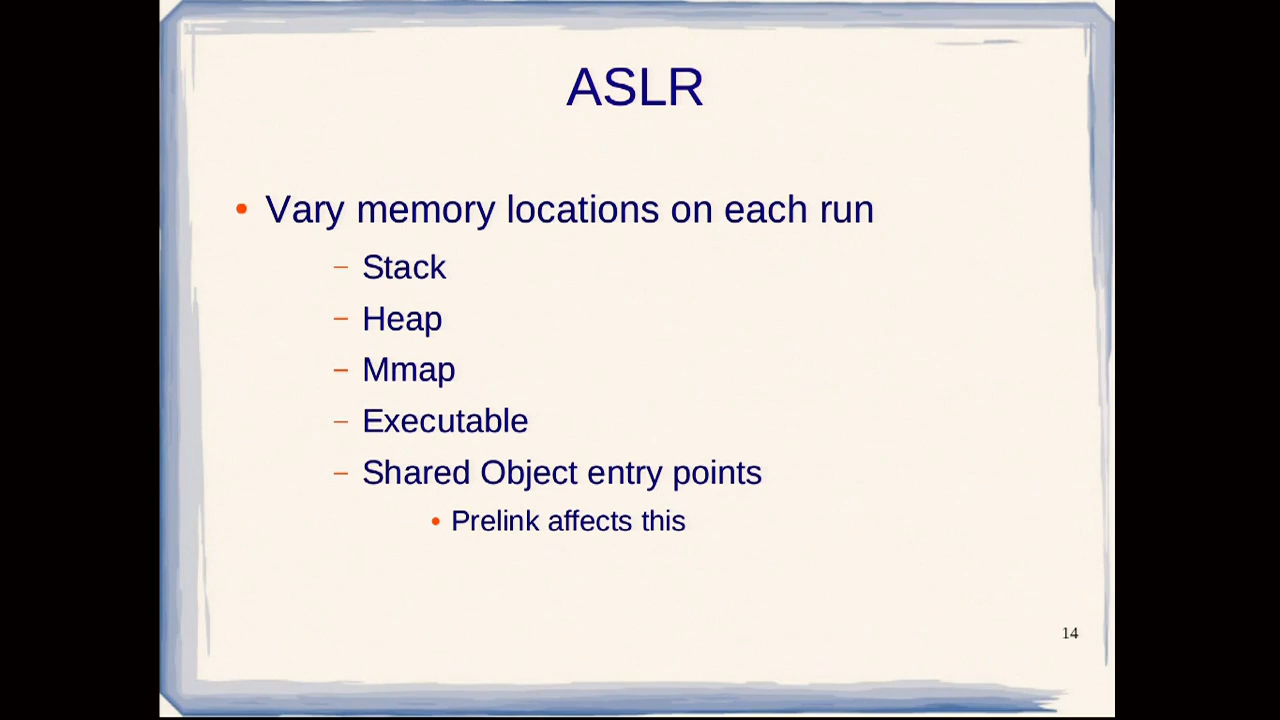 ASLR
• Vary memory locations on each run
– Stack
– Heap
– Mmap
– Executable
– Shared Object entry points
• Prelink affects this
14